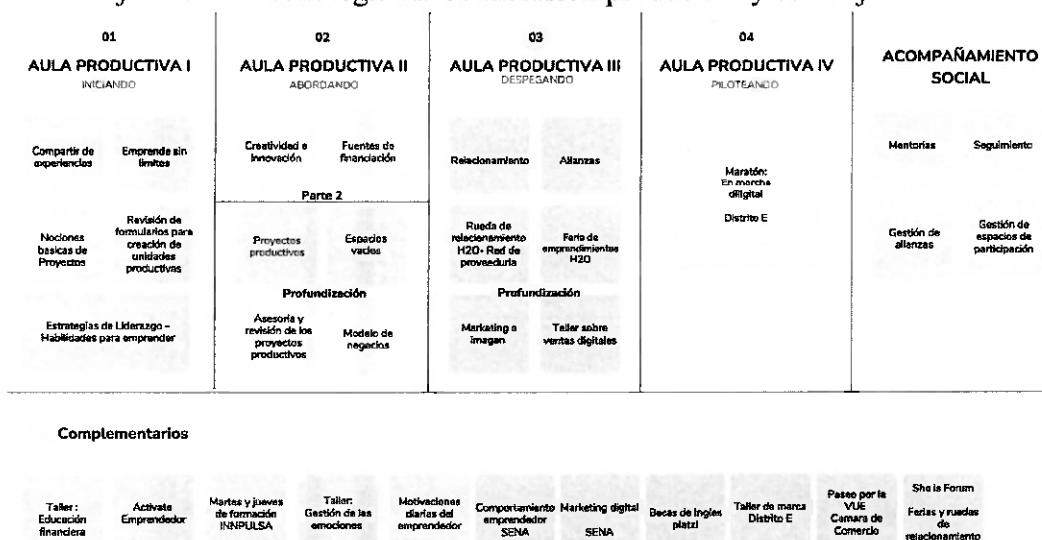 01
AULA PRODUCTIVA I
INICIANDO
Compartir de
experiencias
Emprende sin
límites
Nociones
basicas de
Proyectos
Revisión de
formularios para
creación de
unidades
productivas
Estrategias de Liderazgo –
Habilidades para emprender
02
AULA PRODUCTIVA II
ABORDANDO
Creatividad e
Innovación
Fuentes de
financiación
Parte 2
Proyectos
productivos
Espacios
vacios
Profundización
Asesoría y
revisión de los
proyectos
productivos
Modelo de
negocios
03
AULA PRODUCTIVA III
DESPEGANDO
Relacionamiento
Alianzas
Rueda de
relacionamiento
H2O- Red de
proveeduria
Feria de
emprendimientos
H2O
Profundización
Marketing e
imagen
Taller sobre
ventas digitales
04
AULA PRODUCTIVA IV
PILOTEANDO
Maratón:
En marcha
digital
Distrito E
ACOMPAÑAMIENTO
SOCIAL
Mentorías
Seguimiento
Gestión de
alianzas
Gestión de
espacios de
participación
Complementarios
Taller :
Educación
financiera
Activate
Emprendedor
Martes y jueves
de formación
INNPULSA
Taller:
Gestión de las
emociones
Motivaciones
diarias del
emprendedor
Comportamiento
emprendedor
SENA
Marketing digital
SENA
Becas de Ingles
platzi
Taller de marca
Distrito E
Paseo por la
VUE
Camara de
Comercio
She is Forum
Ferias y ruedas
de
relacionamiento